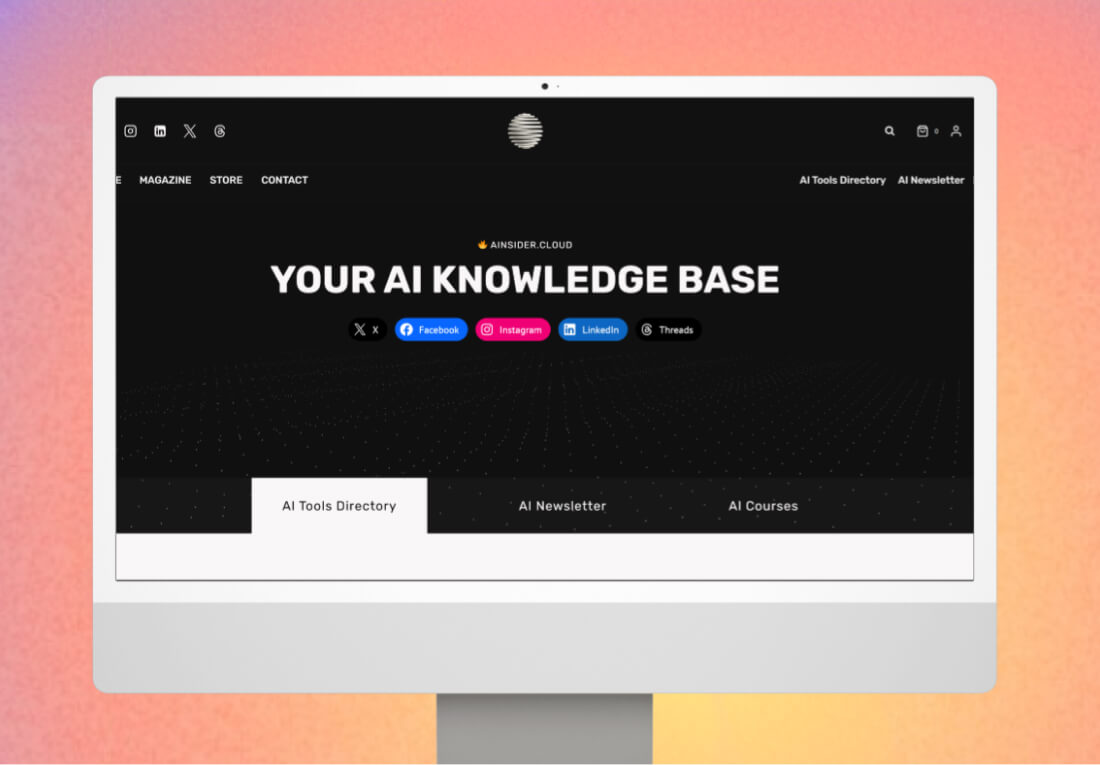 0
E MAGAZINE STORE CONTACT AI Tools Directory AI Newsletter
AINSIDER.CLOUD
YOUR AI KNOWLEDGE BASE
X Facebook Instagram LinkedIn Threads
AI Tools Directory AI Newsletter AI Courses